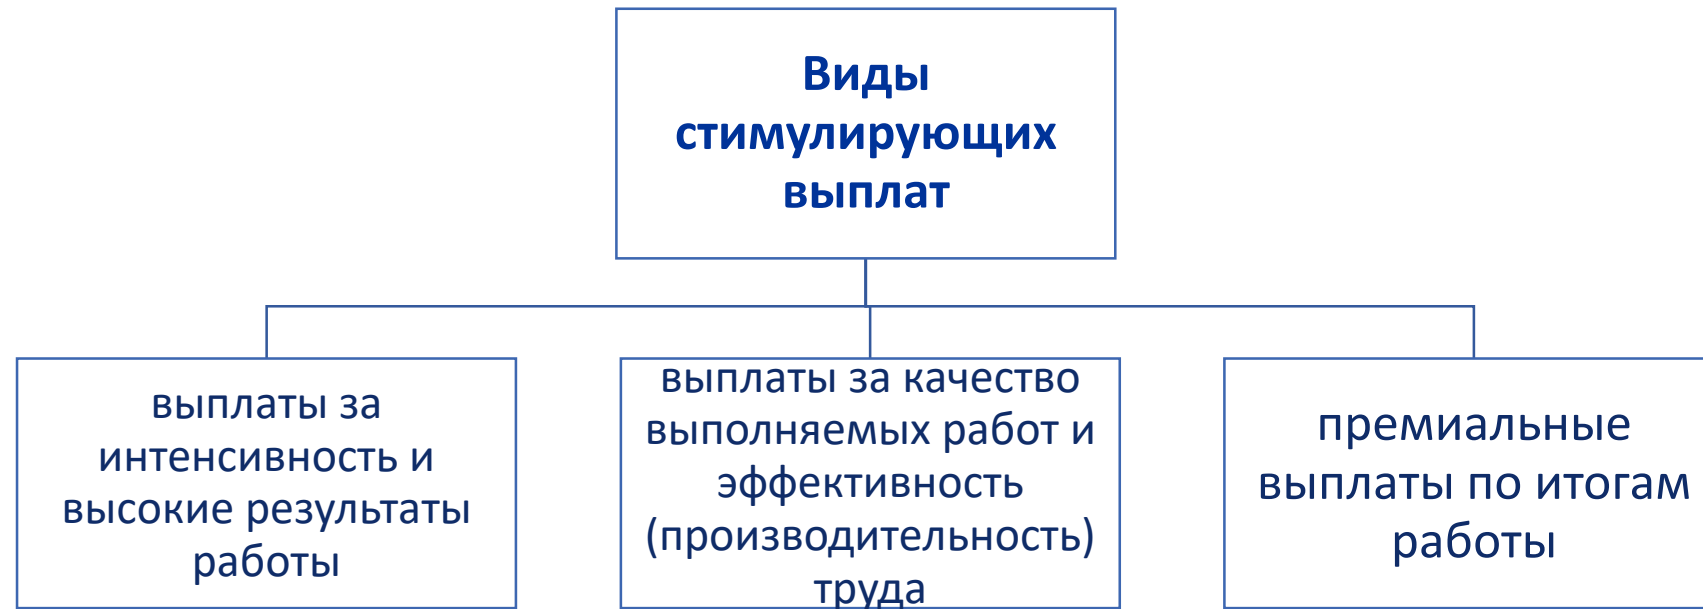 Виды
стимулирующих
выплат
выплаты за
интенсивность и
высокие результаты
работы
выплаты за качество
выполняемых работ и
эффективность
(производительность)
труда
премиальные
выплаты по итогам
работы